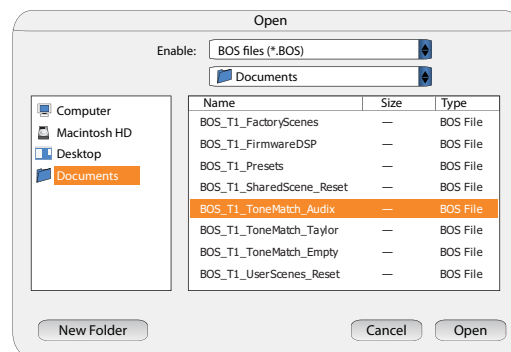 Open
Enable: BOS files (*.BOS)
Documents
Computer
Macintosh HD
Desktop
Documents
Name Size Type
BOS_T1_FactoryScenes — BOS File
BOS_T1_FirmwareDSP — BOS File
BOS_T1_Presets — BOS File
BOS_T1_SharedScene_Reset — BOS File
BOS_T1_ToneMatch_Audix — BOS File
BOS_T1_ToneMatch_Taylor — BOS File
BOS_T1_ToneMatch_Empty — BOS File
BOS_T1_UserScenes_Reset — BOS File
New Folder Cancel Open